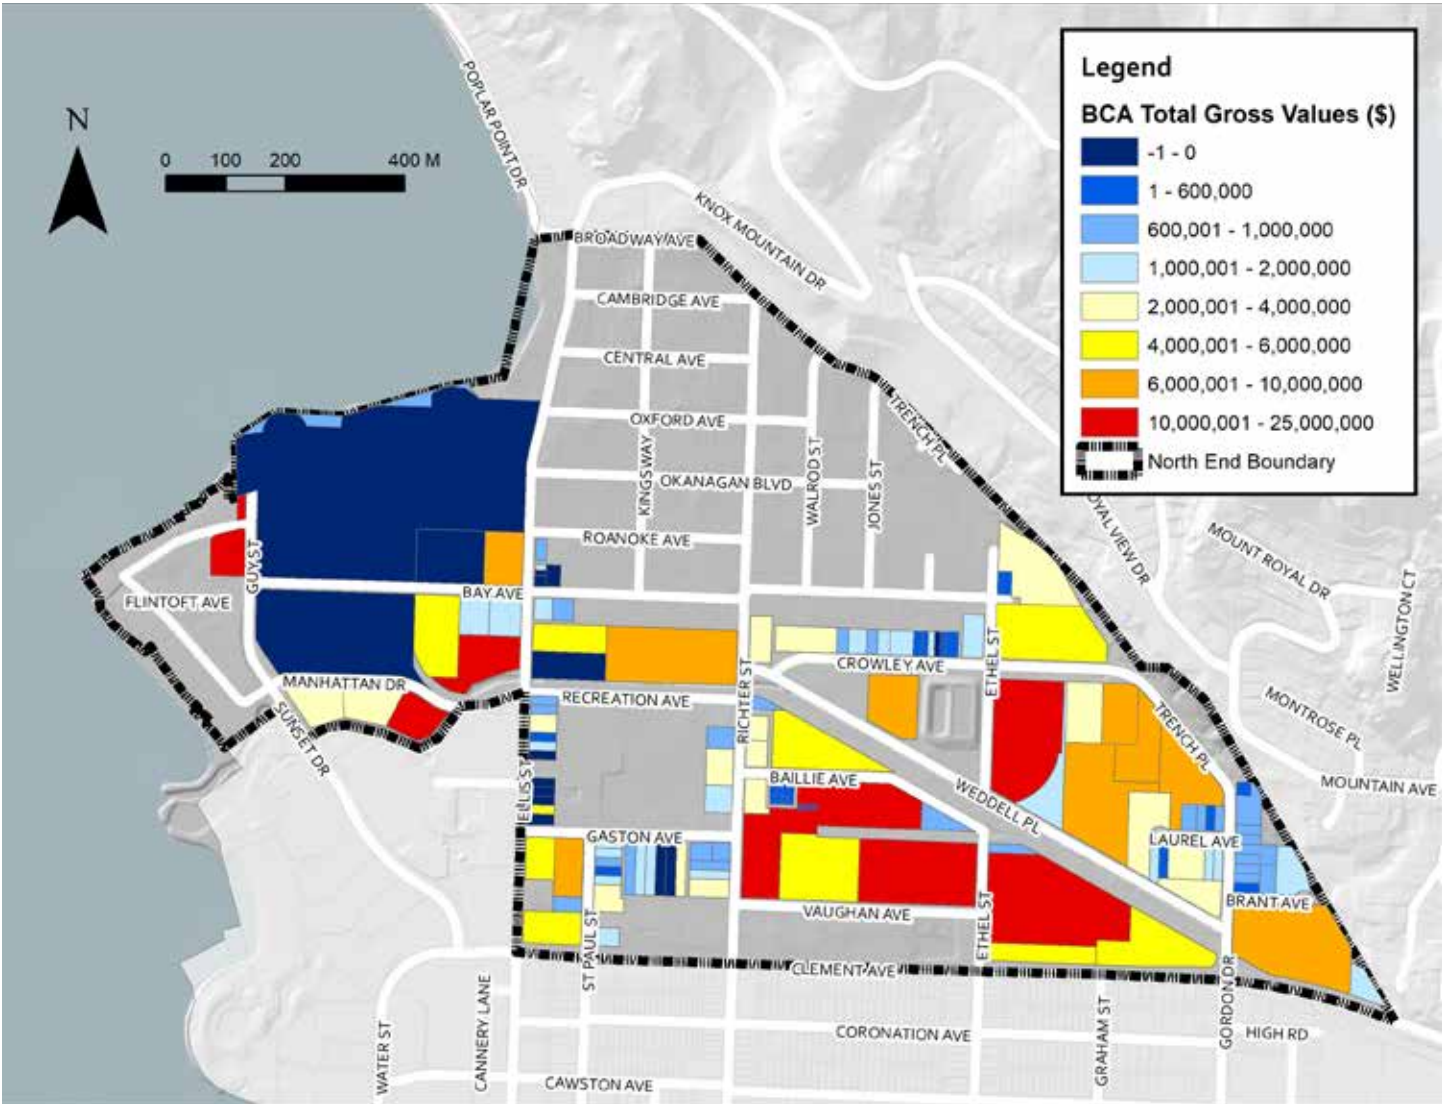 Legend
BCA Total Gross Values ($)
-1 - 0
1 - 600,000
600,001 - 1,000,000
1,000,001 - 2,000,000
2,000,001 - 4,000,000
4,000,001 - 6,000,000
6,000,001 - 10,000,000
10,000,001 - 25,000,000
North End Boundary
N
0 100 200 400 M
POPLAR POINT DR
KNOX MOUNTAIN DR
BROADWAY AVE
CAMBRIDGE AVE
CENTRAL AVE
OXFORD AVE
KINGSWAY
OKANAGAN BLVD
WALROD ST
JONES ST
TRENCH PL
ROANOKE AVE
ROYAL VIEW DR
MOUNT ROYAL DR
WELLINGTON CT
GUY ST
FLINTOFT AVE
BAY AVE
ETHEL ST
CROWLEY AVE
MANHATTAN DR
RECREATION AVE
RICHTER ST
MONTROSE PL
TRENCH PL
SUNSET DR
MOUNTAIN AVE
BAILLIE AVE
WEDDELL PL
ELLIS ST
GASTON AVE
LAUREL AVE
BRANT AVE
VAUGHAN AVE
ST PAUL ST
ETHEL ST
CLEMENT AVE
GORDON DR
WATER ST
CANNERY LANE
CORONATION AVE
GRAHAM ST
HIGH RD
CAWSTON AVE